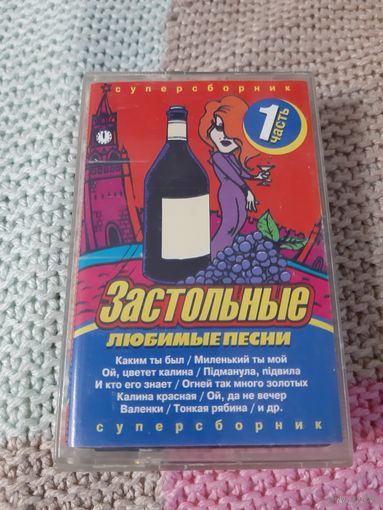 суперсборник
1
часть
Застольные
любимые песни
Каким ты был / Миленький ты мой
Ой, цветет калина / Підманула, підвила
И кто его знает / Огней так много золотых
Калина красная / Ой, да не вечер
Валенки / Тонкая рябина / и др.
суперсборник